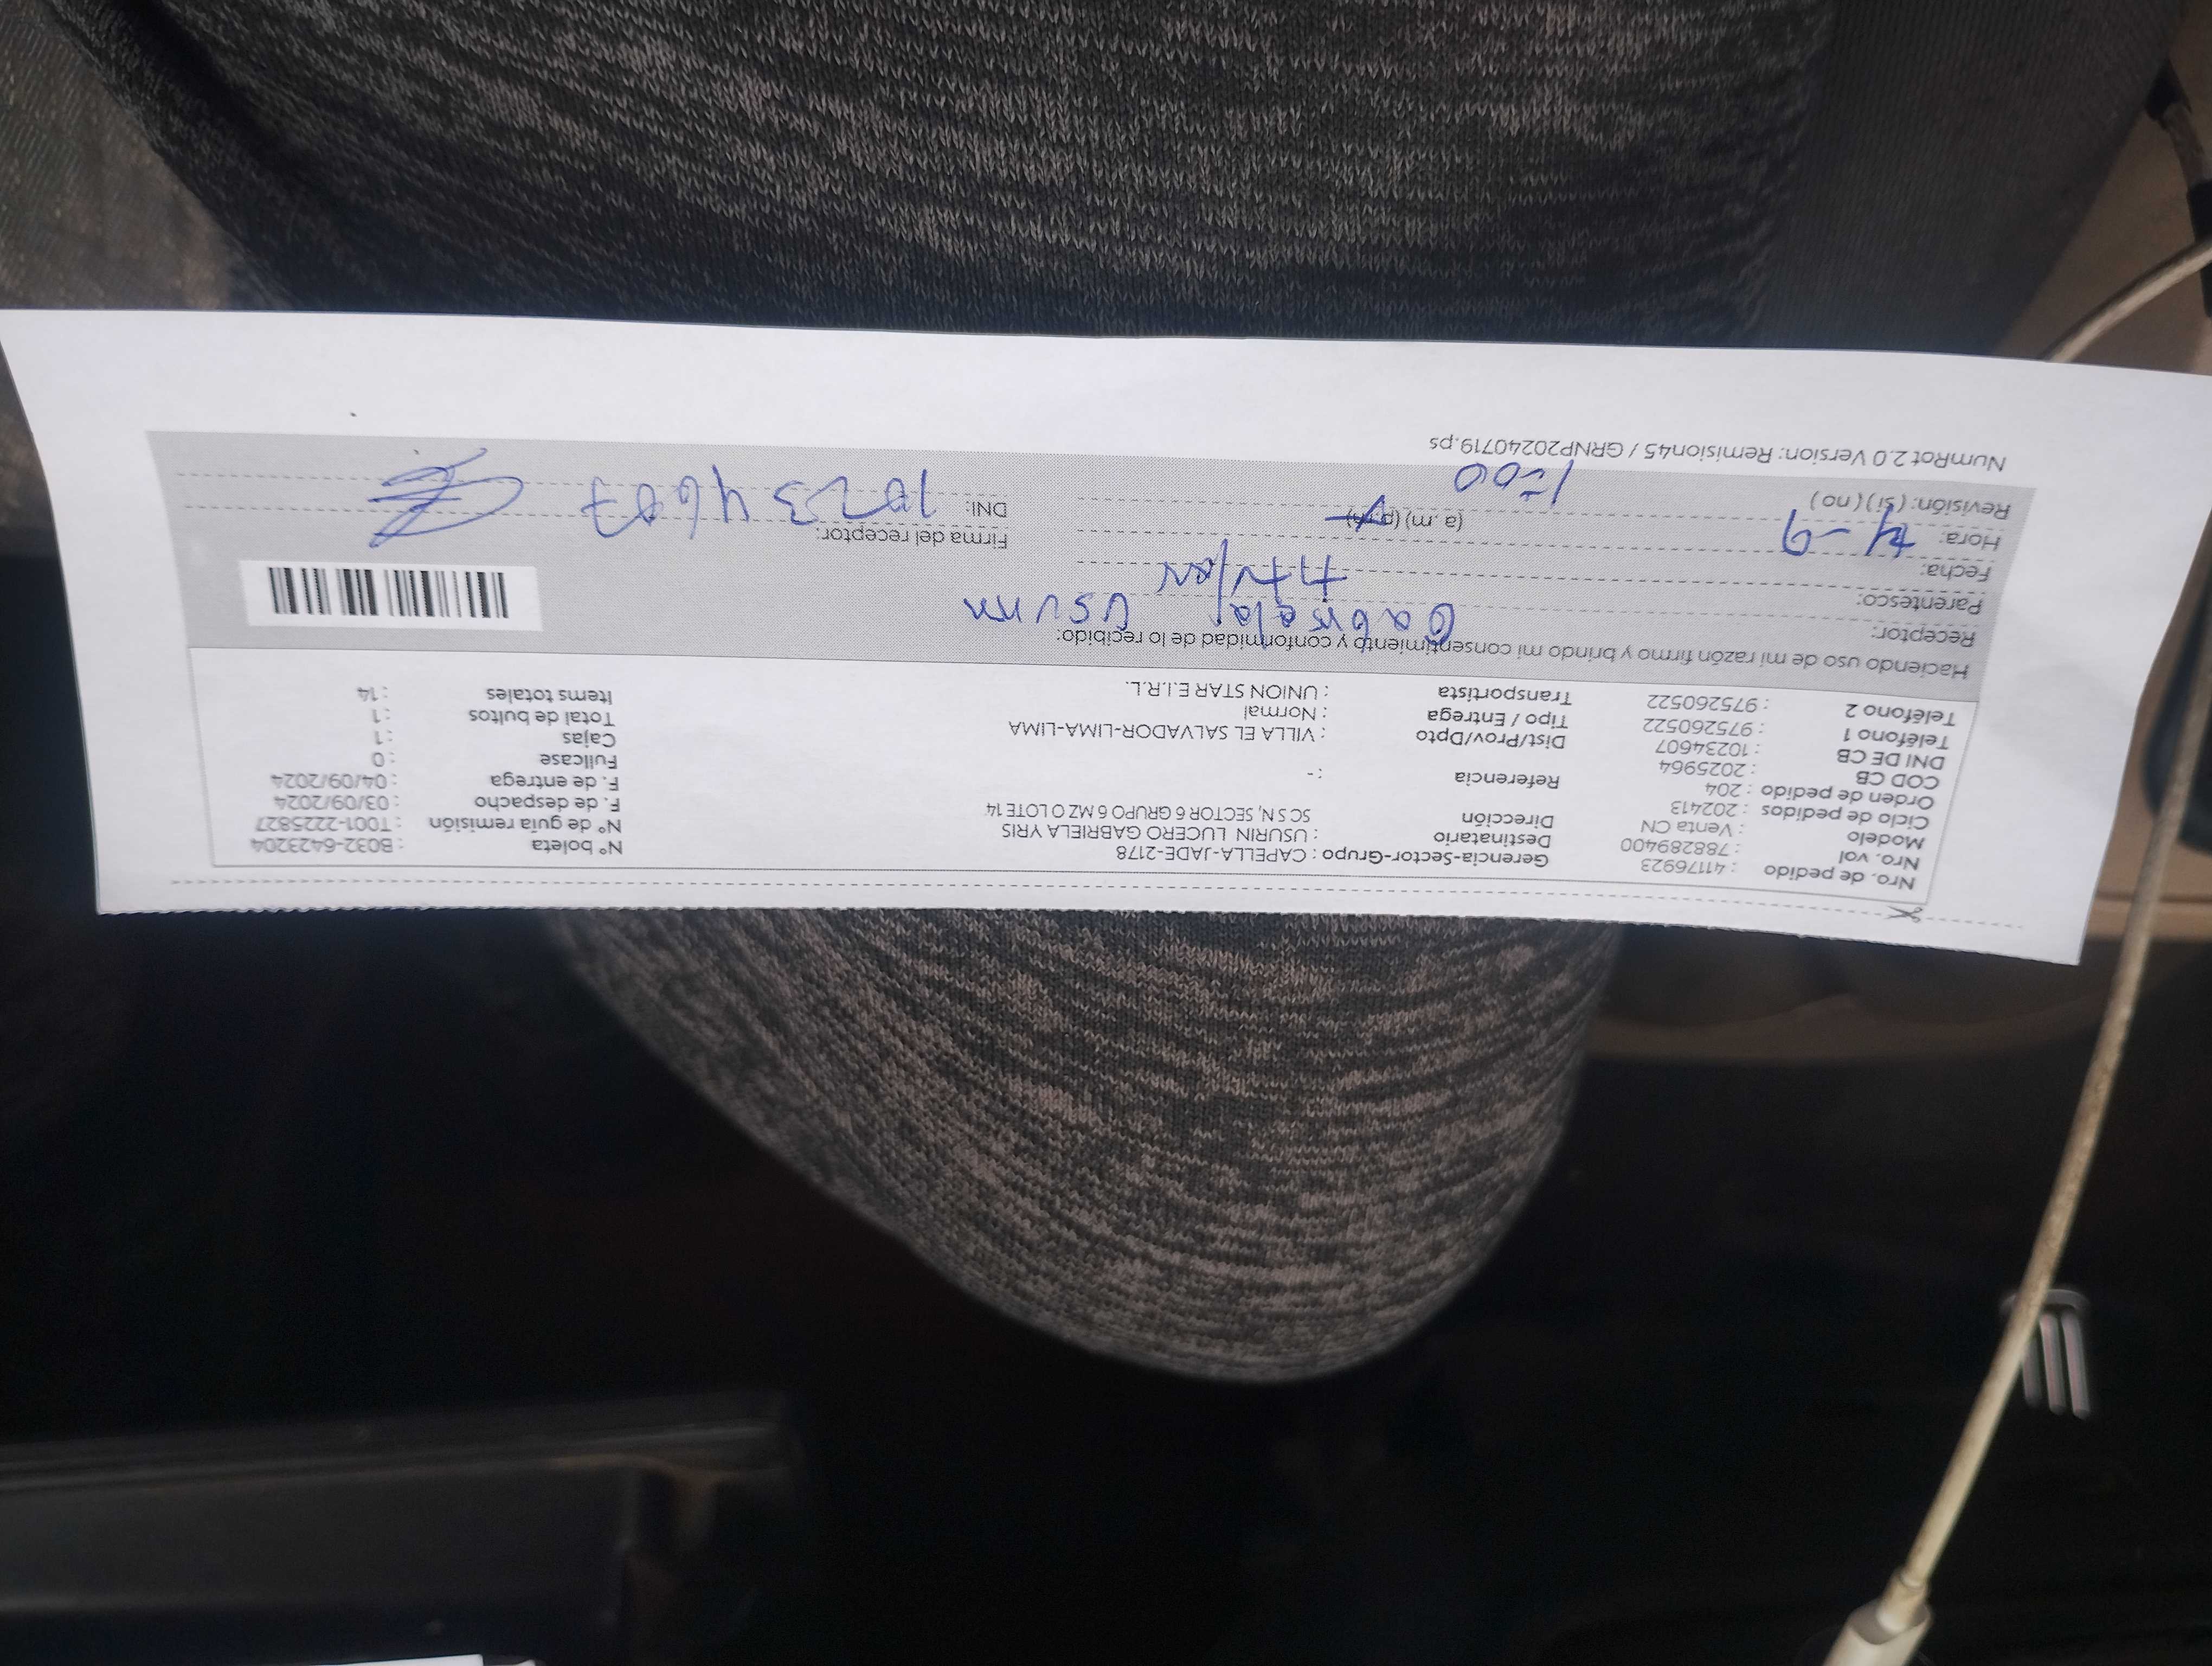 Nro. de pedido : 41176923 Gerencia-Sector-Grupo : CAPELLA-JADE-2178 N° boleta : B032-6423204
Nro. vol : 788289400 Destinatario : USURIN LUCERO GABRIELA YRIS N° de guía remisión : T001-2225827
Modelo : Venta CN Dirección SC S N, SECTOR 6 GRUPO 6 MZ O LOTE 14 F. de despacho : 03/09/2024
Ciclo de pedidos : 202413 F. de entrega : 04/09/2024
Orden de pedido : 204 Referencia : - Fullcase : 0
COD CB : 2025964 Cajas : 1
DNI DE CB : 10234607 Dist/Prov/Dpto : VILLA EL SALVADOR-LIMA-LIMA Total de bultos : 1
Teléfono 1 : 975260522 Tipo / Entrega : Normal Items totales : 14
Teléfono 2 : 975260522 Transportista : UNION STAR E.I.R.L.
Haciendo uso de mi razón firmo y brindo mi consentimiento y conformidad de lo recibido:
Receptor: Gabriela Usurin
Parentesco: titular
Fecha: 4-9
Hora: 1:00 (a .m.) (p.m.) Firma del receptor:
Revisión: ( si ) ( no ) DNI: 10234607
NumRot 2.0 Version: Remision45 / GRNP20240719.ps